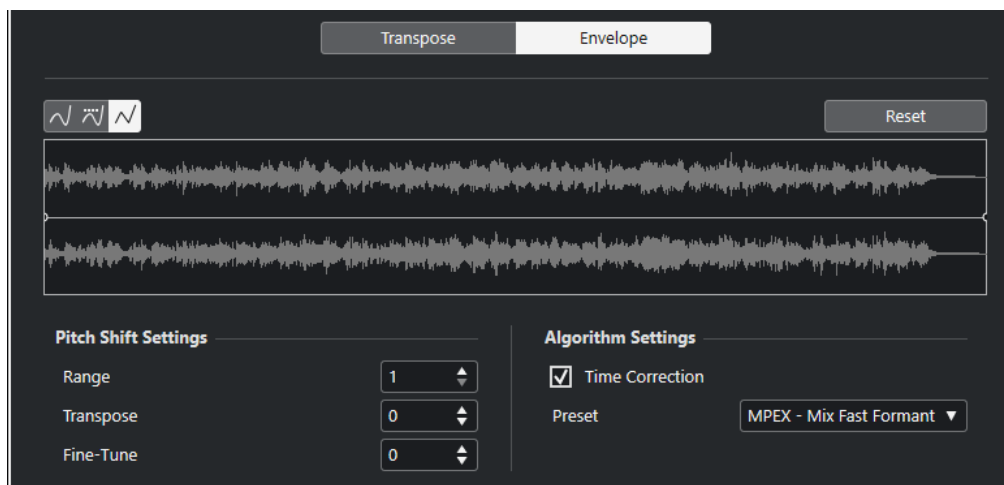 Transpose Envelope
Reset
Pitch Shift Settings
Range 1
Transpose 0
Fine-Tune 0
Algorithm Settings
Time Correction
Preset MPEX - Mix Fast Formant